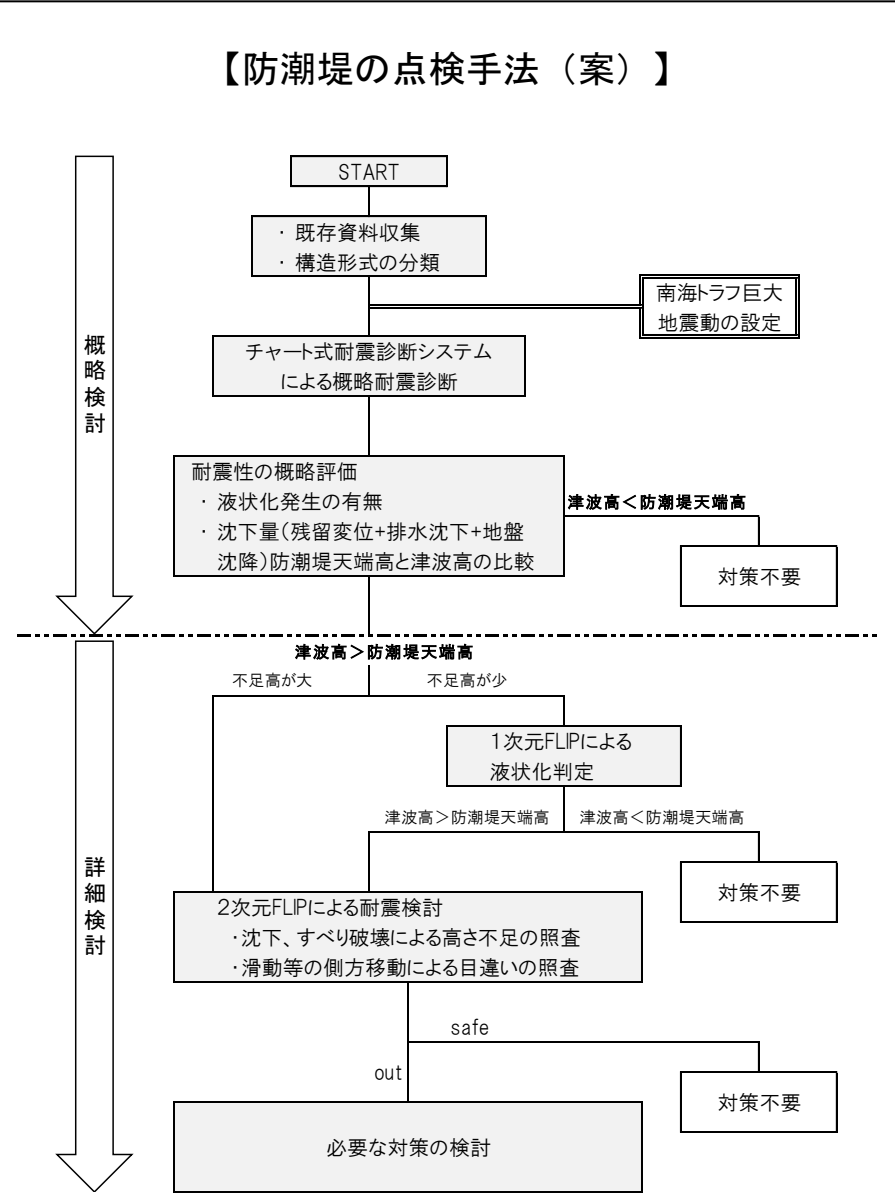 【防潮堤の点検手法（案）】
START
・既存資料収集
・構造形式の分類
南海トラフ巨大
地震動の設定
チャート式耐震診断システム
による概略耐震診断
概略検討
耐震性の概略評価
・液状化発生の有無
・沈下量（残留変位+排水沈下+地盤
沈降）防潮堤天端高と津波高の比較
津波高＜防潮堤天端高
対策不要
津波高＞防潮堤天端高
不足高が大
不足高が少
1次元FLIPによる
液状化判定
津波高＞防潮堤天端高
津波高＜防潮堤天端高
対策不要
詳細検討
2次元FLIPによる耐震検討
・沈下、すべり破壊による高さ不足の照査
・滑動等の側方移動による目違いの照査
safe
out
対策不要
必要な対策の検討